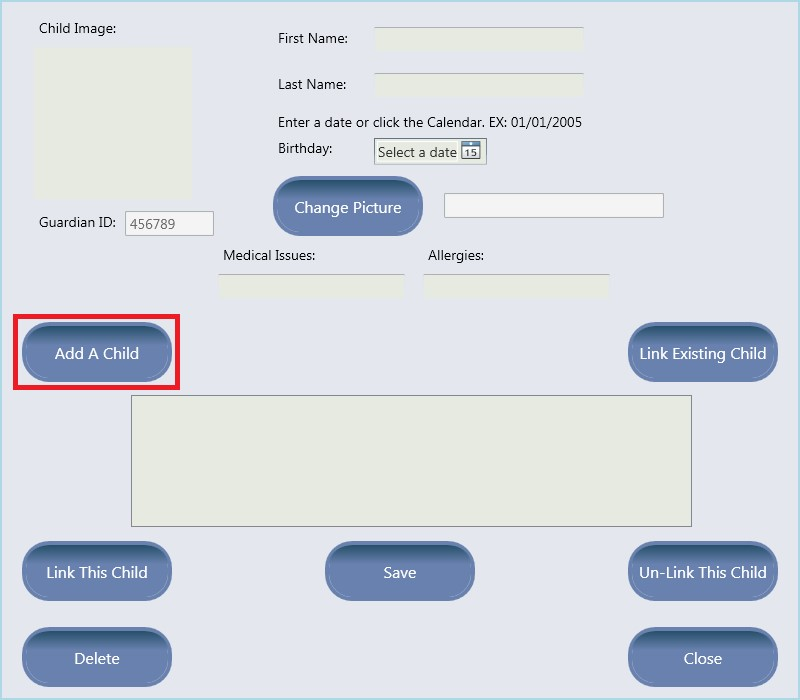 Child Image:
First Name:
Last Name:
Enter a date or click the Calendar. EX: 01/01/2005
Birthday:
Select a date 15
Change Picture
Guardian ID: 456789
Medical Issues:
Allergies:
Add A Child
Link Existing Child
Link This Child
Save
Un-Link This Child
Delete
Close